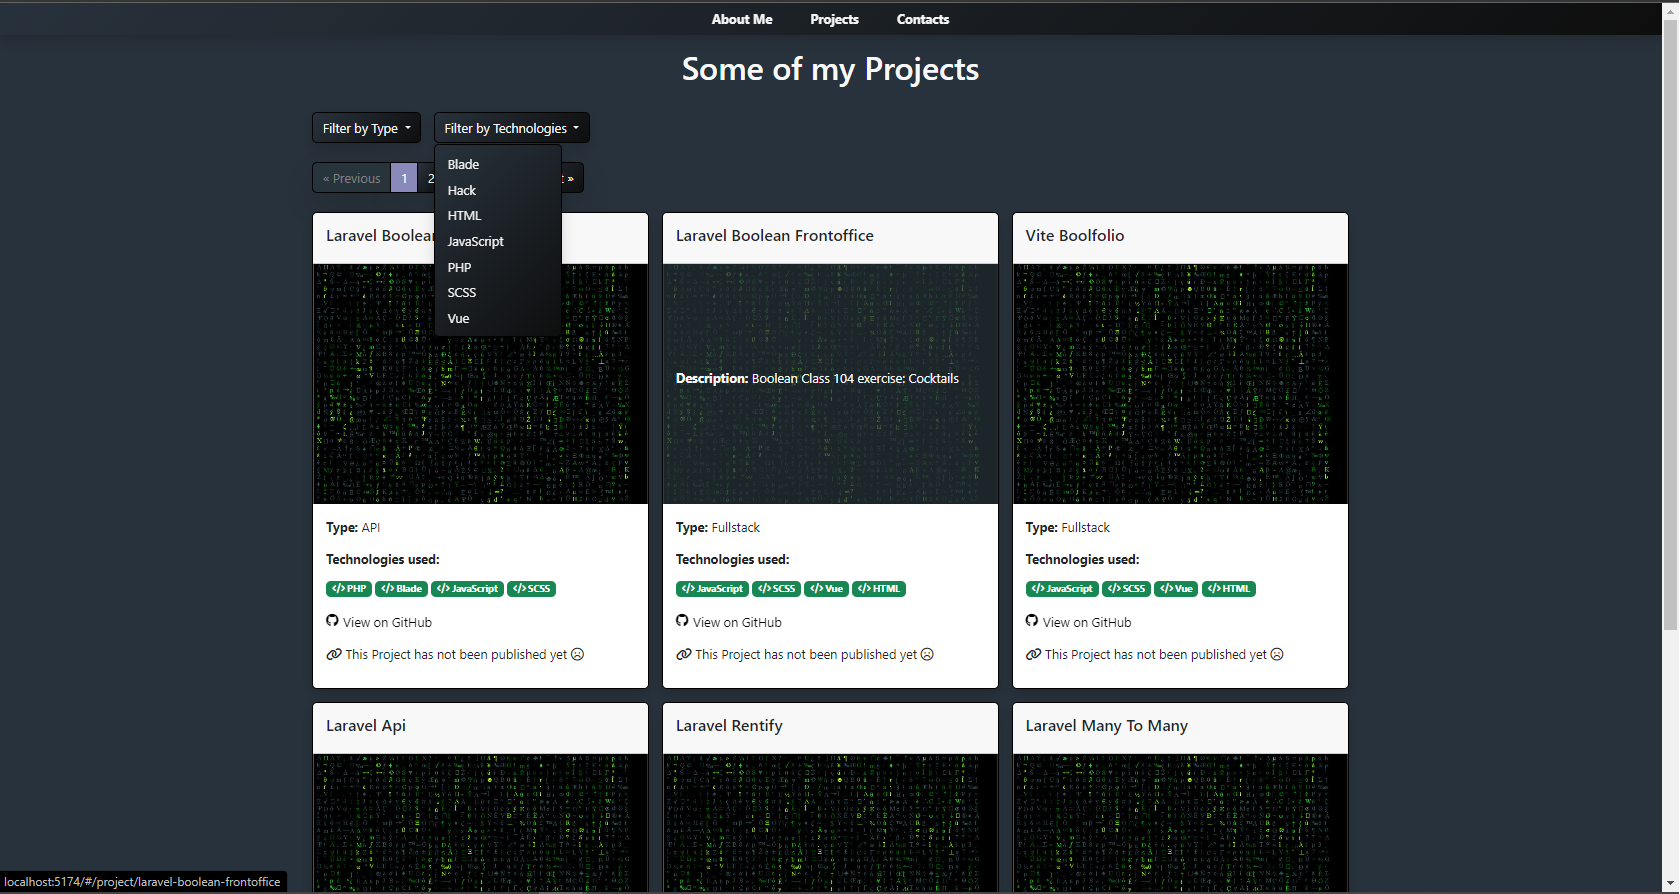 About Me Projects Contacts
Some of my Projects
Filter by Type Filter by Technologies
Blade
Hack
HTML
JavaScript
PHP
SCSS
Vue
« Previous 1 2 »
Laravel Boolean Frontoffice
Vite Boolfolio
Description: Boolean Class 104 exercise: Cocktails
Type: API
Technologies used:
PHP Blade JavaScript SCSS
View on GitHub
This Project has not been published yet
Type: Fullstack
Technologies used:
JavaScript SCSS Vue HTML
View on GitHub
This Project has not been published yet
Type: Fullstack
Technologies used:
JavaScript SCSS Vue HTML
View on GitHub
This Project has not been published yet
Laravel Api
Laravel Rentify
Laravel Many To Many
localhost:5174/#/project/laravel-boolean-frontoffice